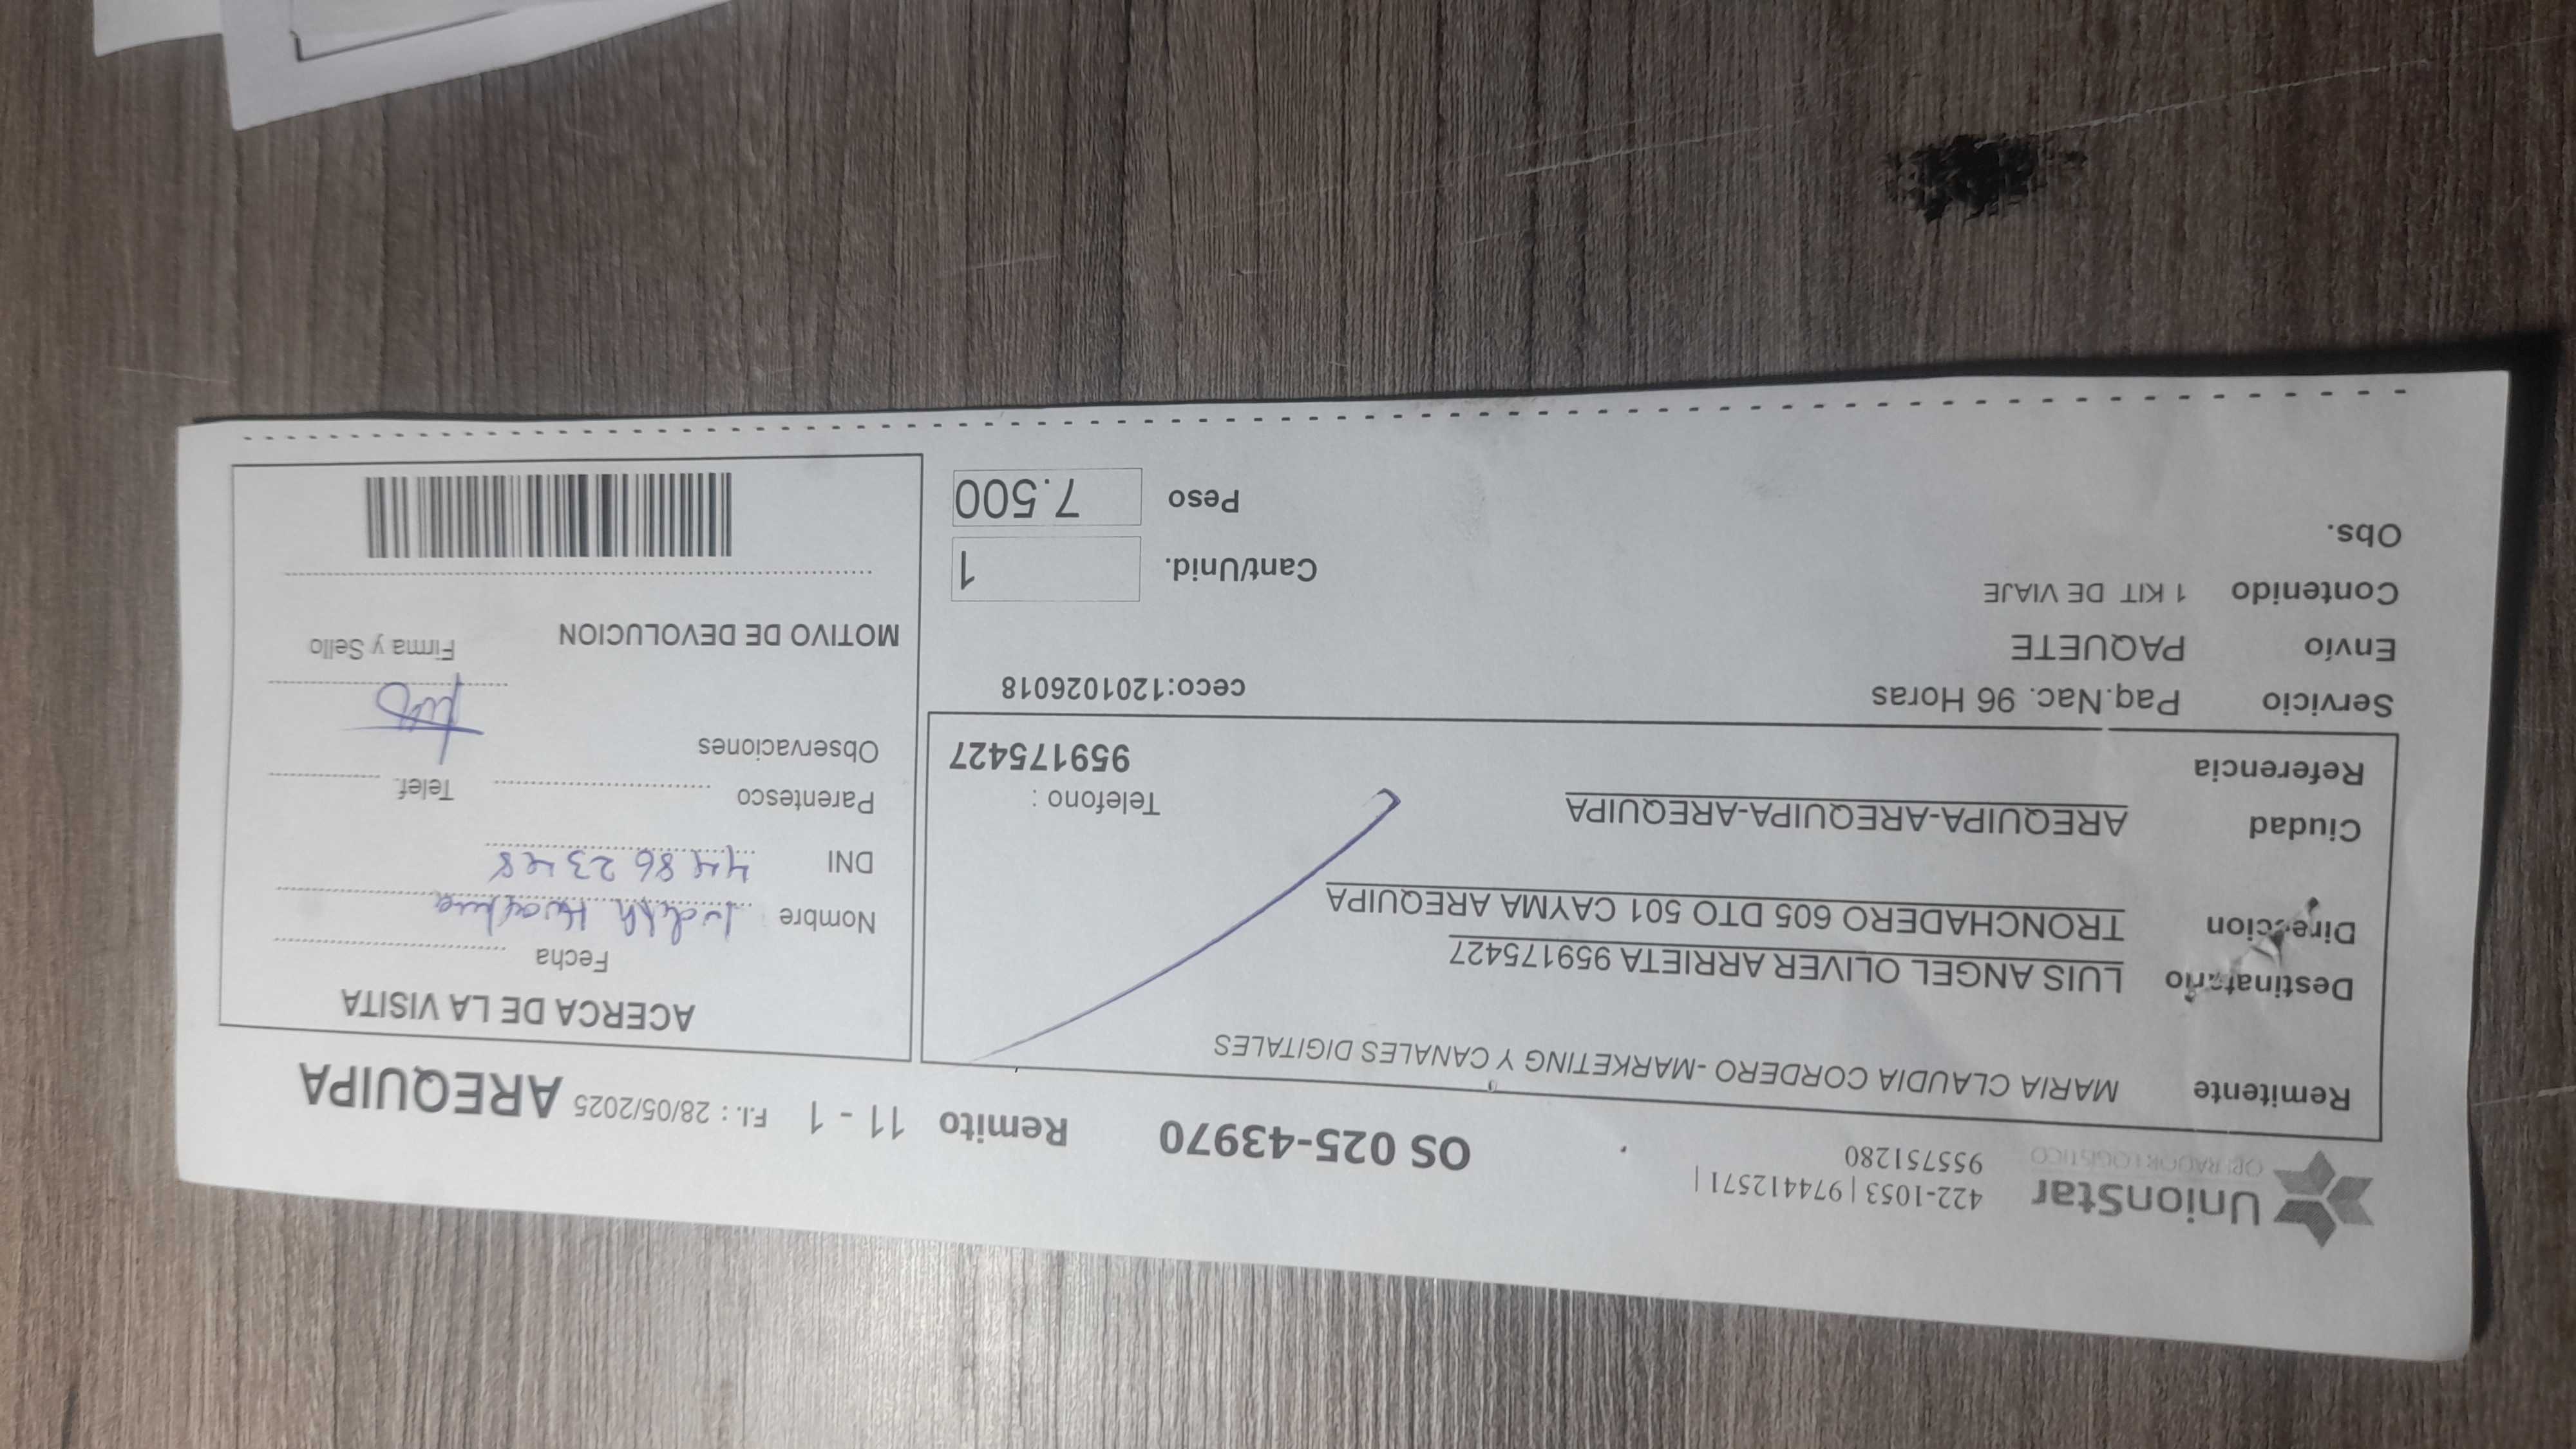 UnionStar
OPERADOR LOGISTICO
422-1053 | 974412571 |
955751280
OS 025-43970
Remito 11 - 1 F.I. : 28/05/2025 AREQUIPA
Remitente MARIA CLAUDIA CORDERO -MARKETING Y CANALES DIGITALES
Destinatario LUIS ANGEL OLIVER ARRIETA 959175427
Direccion TRONCHADERO 605 DTO 501 CAYMA AREQUIPA
Ciudad AREQUIPA-AREQUIPA-AREQUIPA
Telefono :
959175427
Referencia
Servicio Paq.Nac. 96 Horas
ceco:1201026018
Envío PAQUETE
Contenido 1 KIT DE VIAJE
Obs.
Cant/Unid. 1
Peso 7.500
ACERCA DE LA VISITA
Fecha
Nombre Judith
DNI 44862348
Parentesco Telef.
Observaciones
Firma y Sello
MOTIVO DE DEVOLUCION